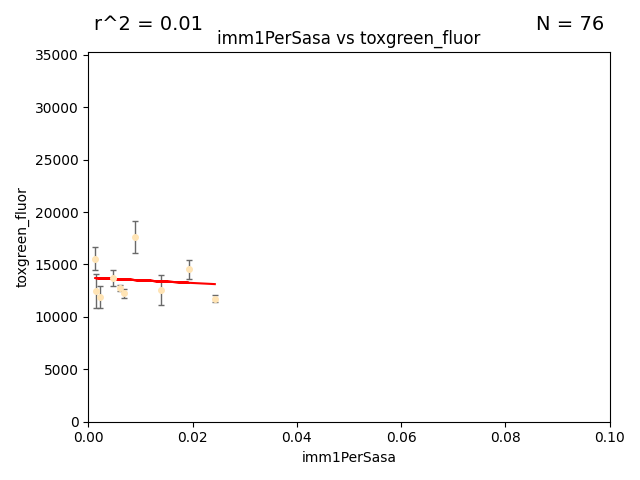 r^2 = 0.01
N = 76
imm1PerSasa vs toxgreen_fluor
35000
30000
25000
20000
15000
10000
5000
0
toxgreen_fluor
0.00 0.02 0.04 0.06 0.08 0.10
imm1PerSasa